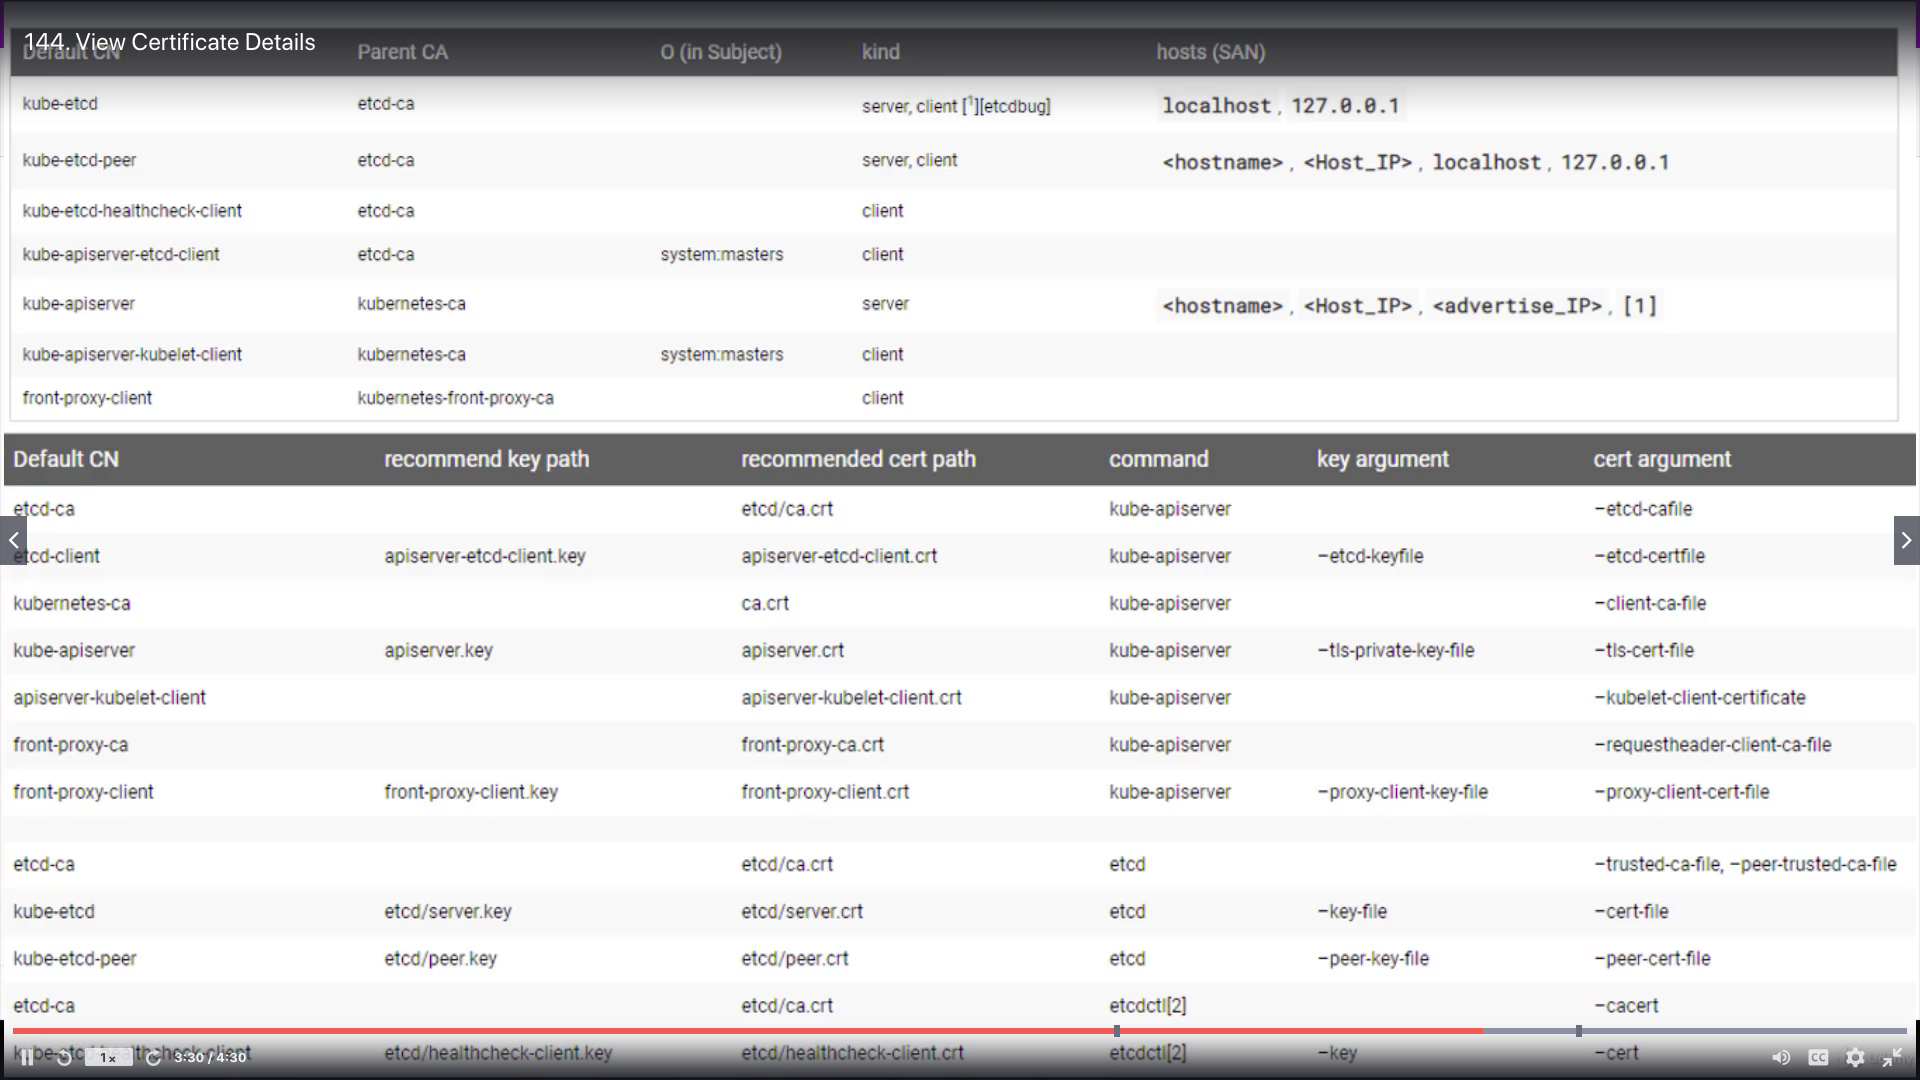 144. View Certificate Details
Default CN Parent CA O (in Subject) kind hosts (SAN)
kube-etcd etcd-ca server, client [1][etcdbug] localhost, 127.0.0.1
kube-etcd-peer etcd-ca server, client <hostname>, <Host_IP>, localhost, 127.0.0.1
kube-etcd-healthcheck-client etcd-ca client
kube-apiserver-etcd-client etcd-ca system:masters client
kube-apiserver kubernetes-ca server <hostname>, <Host_IP>, <advertise_IP>, [1]
kube-apiserver-kubelet-client kubernetes-ca system:masters client
front-proxy-client kubernetes-front-proxy-ca client
Default CN recommend key path recommended cert path command key argument cert argument
etcd-ca etcd/ca.crt kube-apiserver –etcd-cafile
etcd-client apiserver-etcd-client.key apiserver-etcd-client.crt kube-apiserver –etcd-keyfile –etcd-certfile
kubernetes-ca ca.crt kube-apiserver –client-ca-file
kube-apiserver apiserver.key apiserver.crt kube-apiserver –tls-private-key-file –tls-cert-file
apiserver-kubelet-client apiserver-kubelet-client.crt kube-apiserver –kubelet-client-certificate
front-proxy-ca front-proxy-ca.crt kube-apiserver –requestheader-client-ca-file
front-proxy-client front-proxy-client.key front-proxy-client.crt kube-apiserver –proxy-client-key-file –proxy-client-cert-file
etcd-ca etcd/ca.crt etcd –trusted-ca-file, –peer-trusted-ca-file
kube-etcd etcd/server.key etcd/server.crt etcd –key-file –cert-file
kube-etcd-peer etcd/peer.key etcd/peer.crt etcd –peer-key-file –peer-cert-file
etcd-ca etcd/ca.crt etcdctl[2] –cacert
kube-etcd-healthcheck-client etcd/healthcheck-client.key etcd/healthcheck-client.crt etcdctl[2] –key –cert
1× 3:30 / 4:30 CC